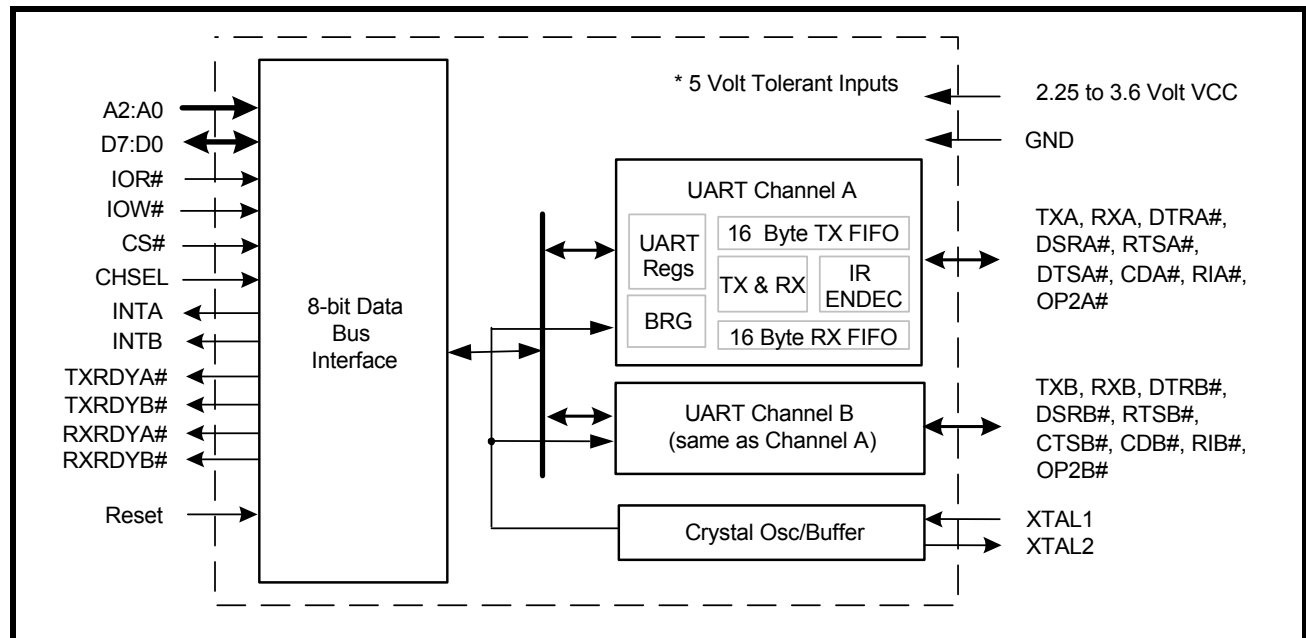 A2:A0
D7:D0
IOR#
IOW#
CS#
CHSEL
INTA
INTB
TXRDYA#
TXRDYB#
RXRDYA#
RXRDYB#
Reset
8-bit Data
Bus
Interface
* 5 Volt Tolerant Inputs
2.25 to 3.6 Volt VCC
GND
UART Channel A
UART
Regs
16 Byte TX FIFO
TX & RX
IR
ENDEC
BRG
16 Byte RX FIFO
TXA, RXA, DTRA#,
DSRA#, RTSA#,
DTSA#, CDA#, RIA#,
OP2A#
UART Channel B
(same as Channel A)
TXB, RXB, DTRB#,
DSRB#, RTSB#,
CTSB#, CDB#, RIB#,
OP2B#
Crystal Osc/Buffer
XTAL1
XTAL2